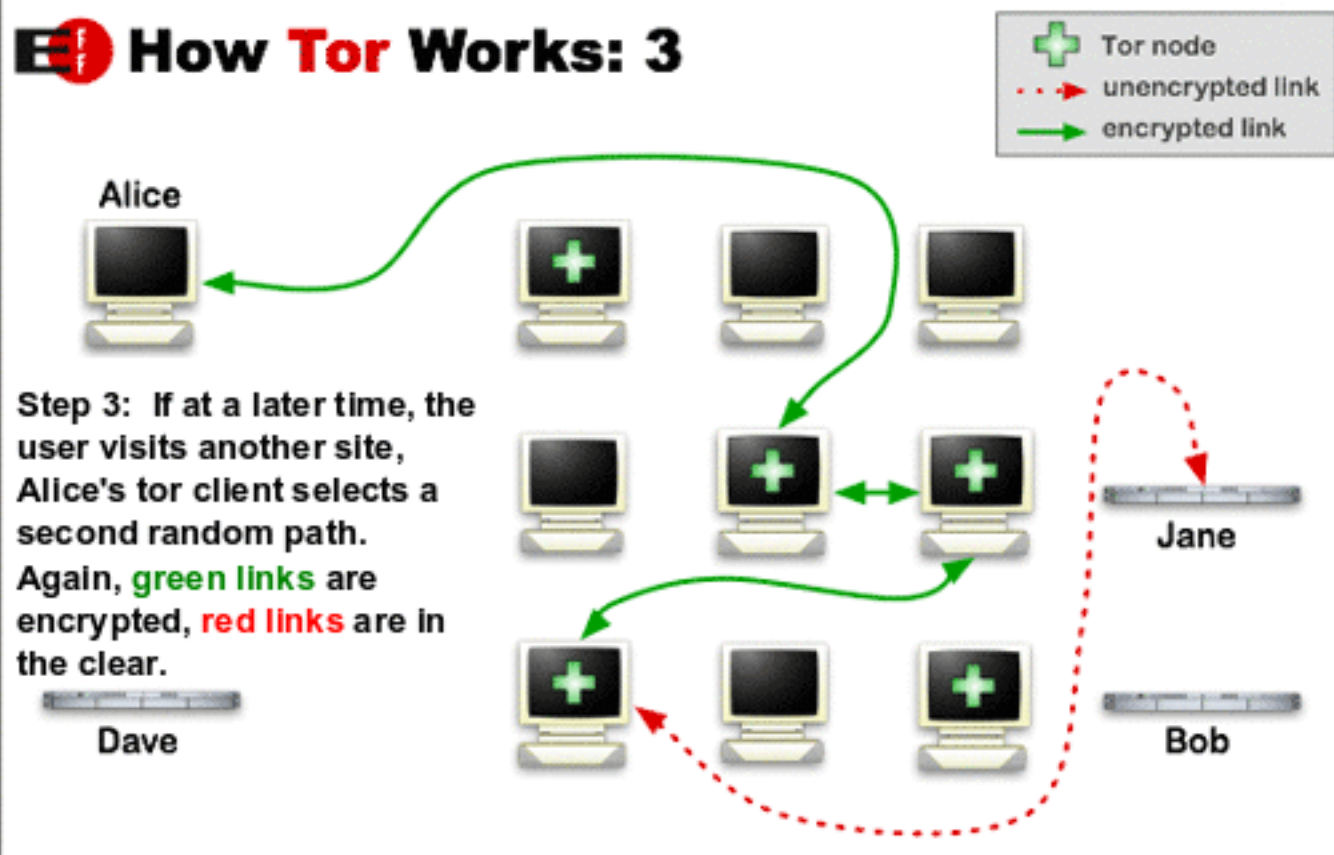 EFF How Tor Works: 3
Tor node
unencrypted link
encrypted link
Alice
Step 3: If at a later time, the
user visits another site,
Alice's tor client selects a
second random path.
Again, green links are
encrypted, red links are in
the clear.
Jane
Dave
Bob